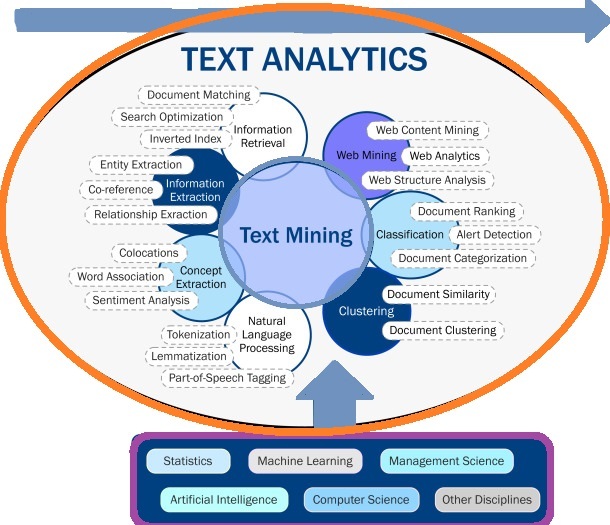 TEXT ANALYTICS
Document Matching
Search Optimization
Inverted Index
Information
Retrieval
Entity Extraction
Co-reference
Relationship Exraction
Information
Extraction
Colocations
Word Association
Sentiment Analysis
Concept
Extraction
Tokenization
Lemmatization
Part-of-Speech Tagging
Natural
Language
Processing
Text Mining
Web Mining
Web Content Mining
Web Analytics
Web Structure Analysis
Classification
Document Ranking
Alert Detection
Document Categorization
Clustering
Document Similarity
Document Clustering
Statistics
Machine Learning
Management Science
Artificial Intelligence
Computer Science
Other Disciplines